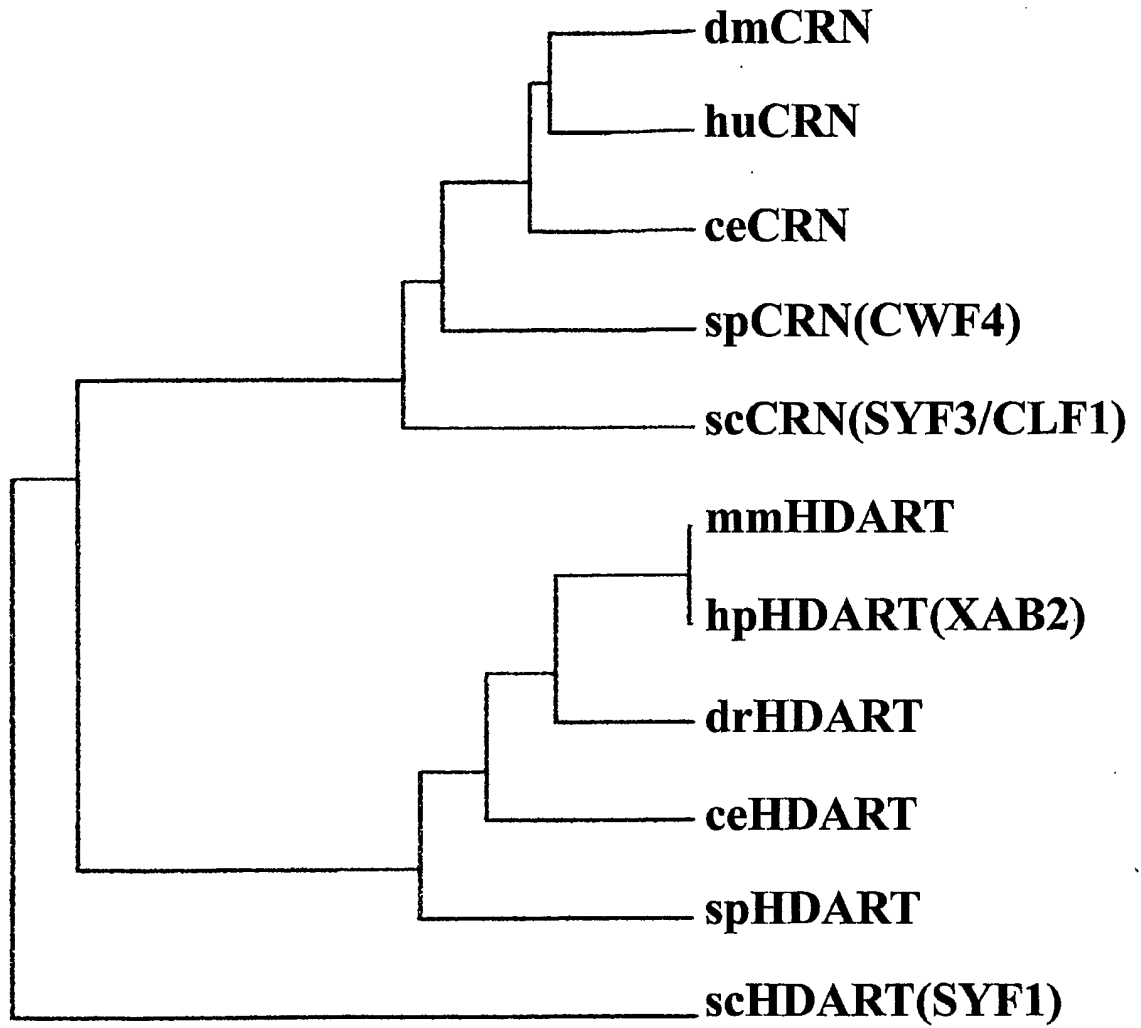 dmCRN
huCRN
ceCRN
spCRN(CWF4)
scCRN(SYF3/CLF1)
mmHDART
hpHDART(XAB2)
drHDART
ceHDART
spHDART
scHDART(SYF1)